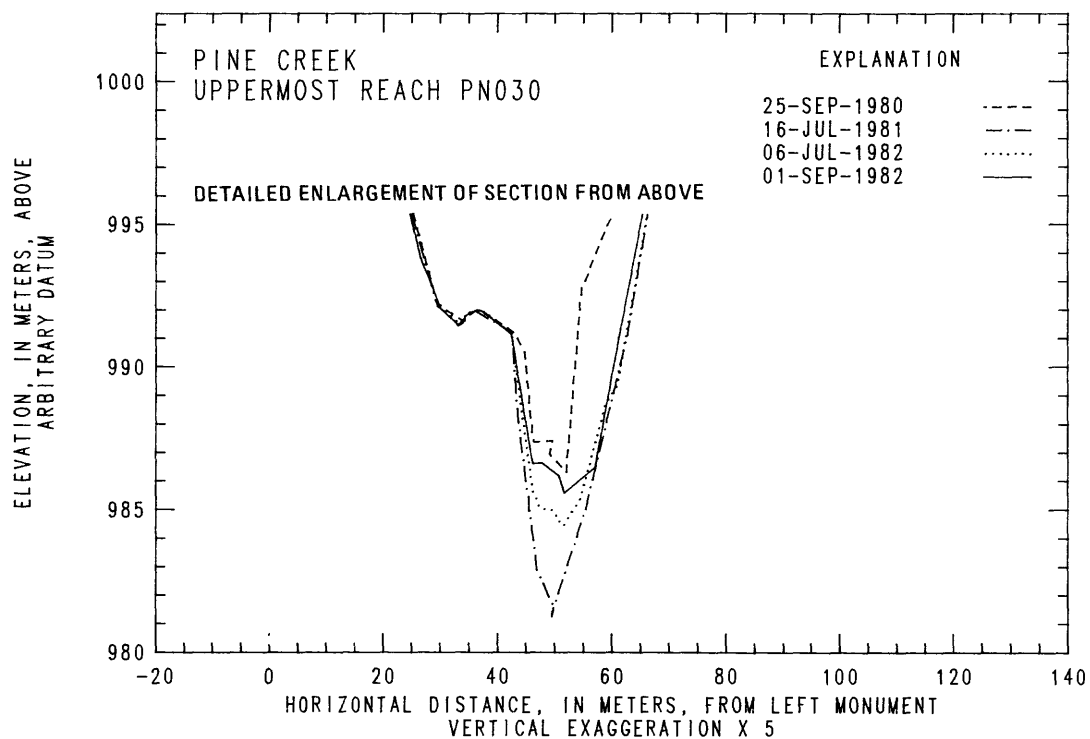 PINE CREEK
UPPERMOST REACH PN030
EXPLANATION
25-SEP-1980
16-JUL-1981
06-JUL-1982
01-SEP-1982
DETAILED ENLARGEMENT OF SECTION FROM ABOVE
1000
995
990
985
980
ELEVATION, IN METERS, ABOVE
ARBITRARY DATUM
-20 0 20 40 60 80 100 120 140
HORIZONTAL DISTANCE, IN METERS, FROM LEFT MONUMENT
VERTICAL EXAGGERATION X 5